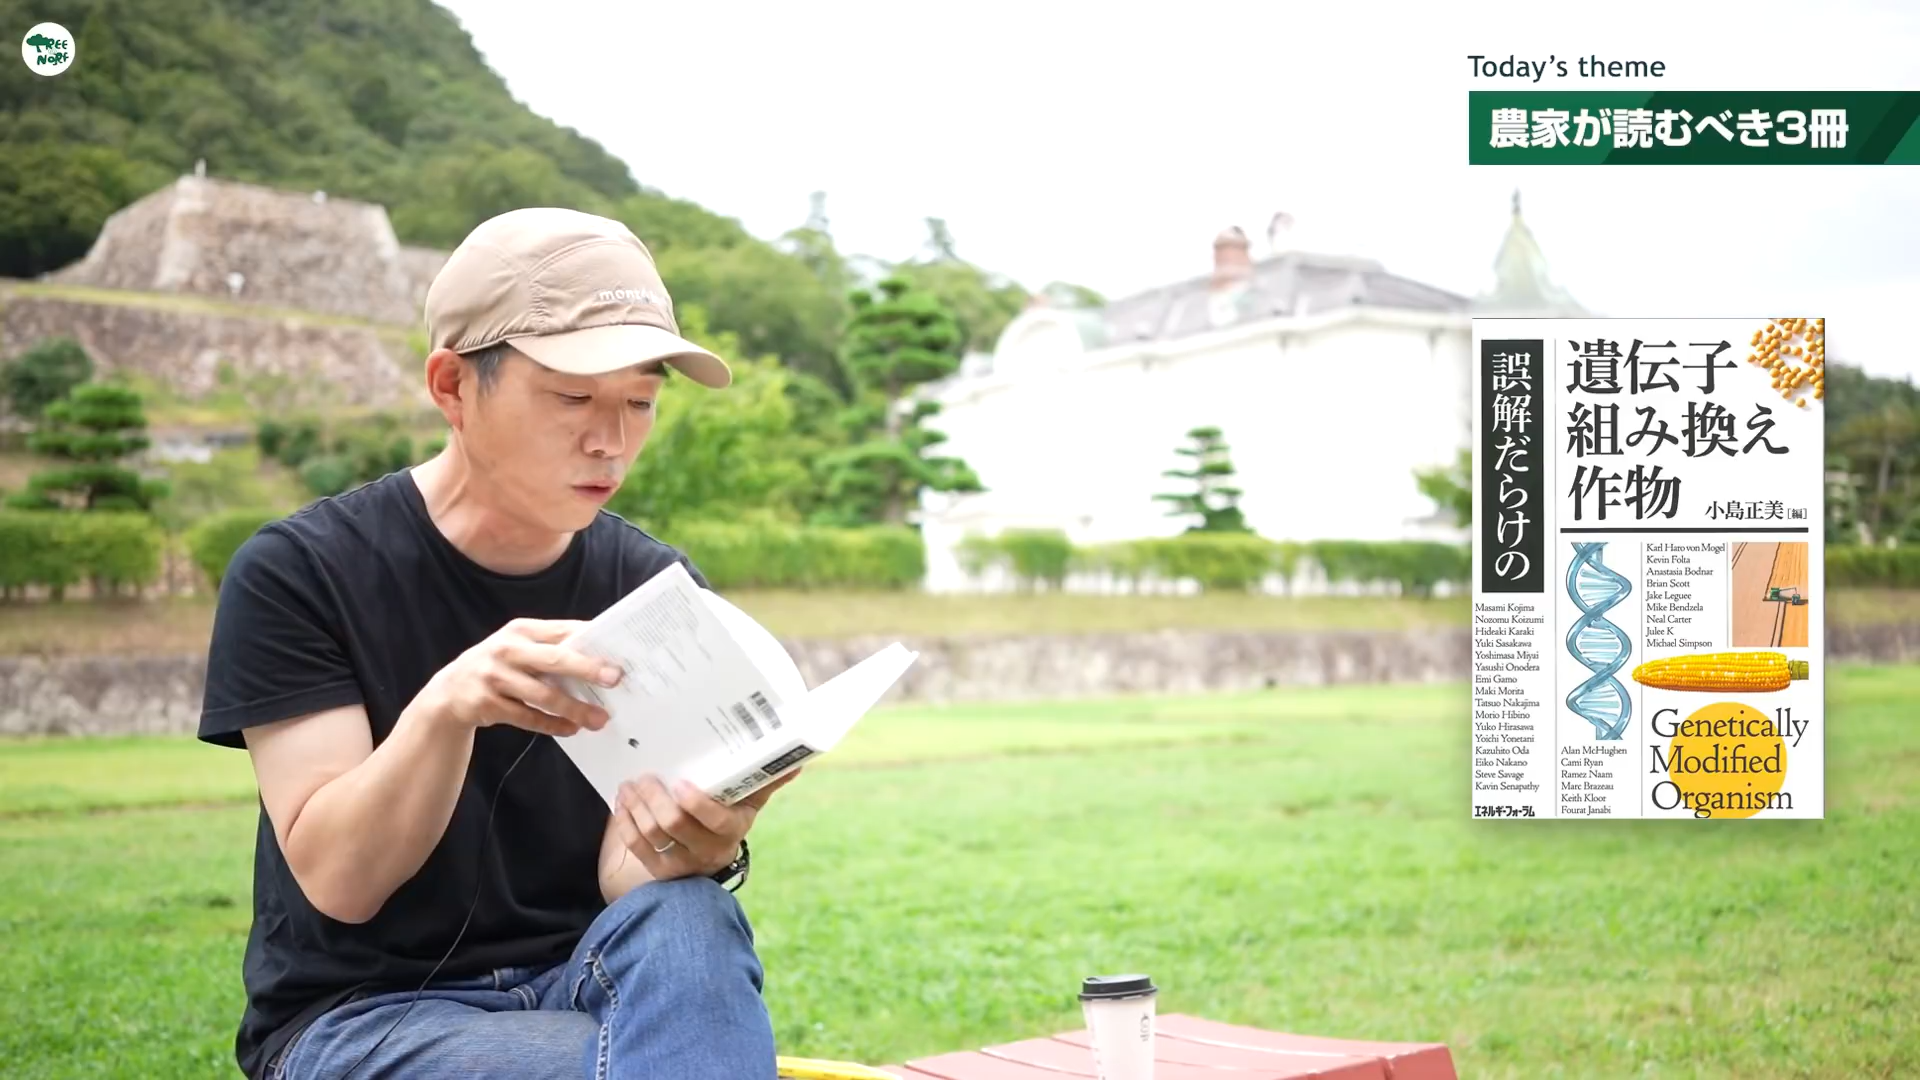 TREE
NORF
Today's theme
農家が読むべき3冊
誤解だらけの
遺伝子
組み換え
作物
小島正美[編]
Karl Haro von Mogel
Kevin Folta
Anastasia Bodnar
Brian Scott
Jake Leguee
Mike Bendzela
Neal Carter
Julee K
Michael Simpson
Masami Kojima
Nozomu Koizumi
Hideaki Karaki
Yuki Sasakawa
Yoshimasa Miyai
Yasushi Onodera
Emi Gamo
Maki Morita
Tatsuo Nakajima
Morio Hibino
Yuko Hirasawa
Yoichi Yonetani
Kazuhito Oda
Eiko Nakano
Steve Savage
Kavin Senapathy
エネルギーフォーラム
Alan McHughen
Cami Ryan
Ramez Naam
Marc Brazeau
Keith Kloor
Fourat Janabi
Genetically
Modified
Organism